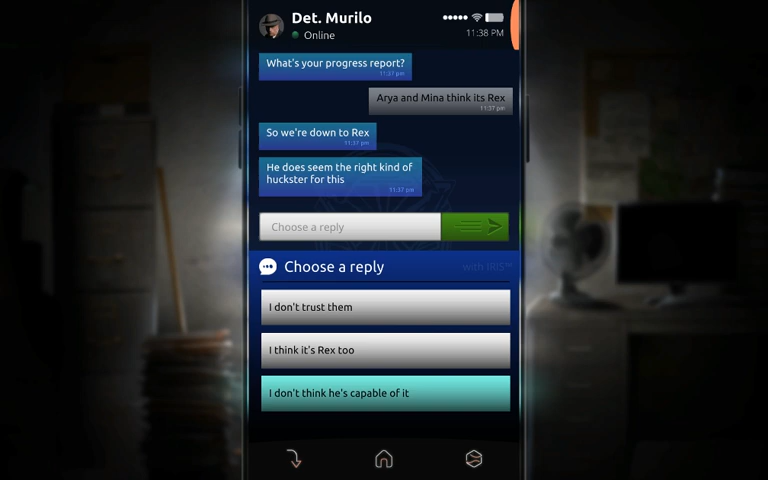 Det. Murilo
Online
11:38 PM
What's your progress report?
11:37 pm
Arya and Mina think its Rex
11:37 pm
So we're down to Rex
11:37 pm
He does seem the right kind of
huckster for this
11:37 pm
Choose a reply
Choose a reply
with IRIS™
I don't trust them
I think it's Rex too
I don't think he's capable of it